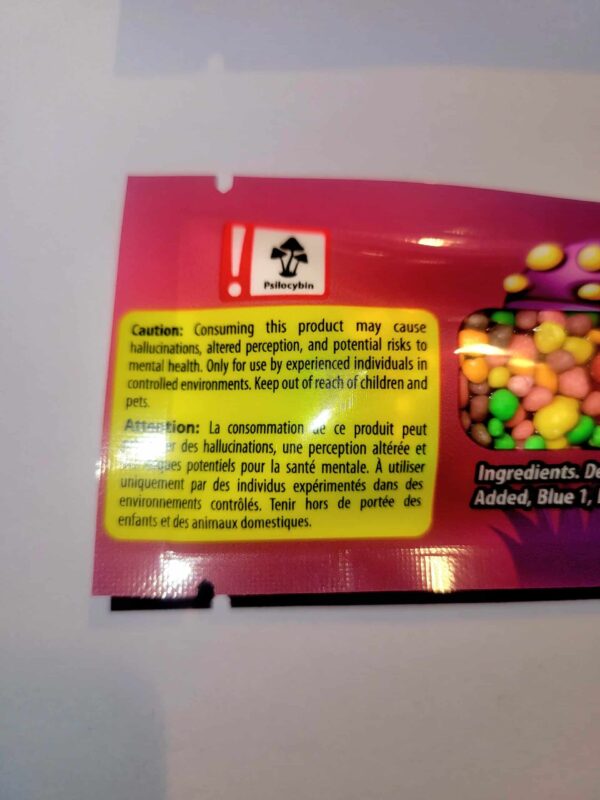 !
Psilocybin
Caution: Consuming this product may cause
hallucinations, altered perception, and potential risks to
mental health. Only for use by experienced individuals in
controlled environments. Keep out of reach of children and
pets.
Attention: La consommation de ce produit peut
des hallucinations, une perception altérée et
potentiels pour la santé mentale. À utiliser
uniquement par des individus expérimentés dans des
environnements contrôlés. Tenir hors de portée des
enfants et des animaux domestiques.
Ingredients. De
Added, Blue 1,